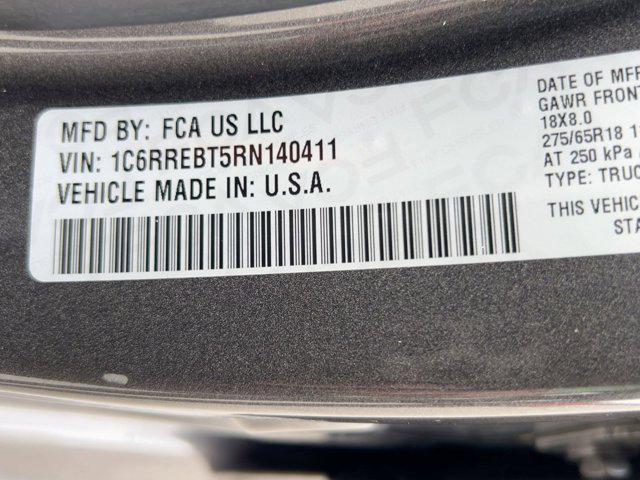 MFD BY: FCA US LLC
VIN: 1C6RREBT5RN140411
VEHICLE MADE IN: U.S.A.
DATE OF MFR
GAWR FRONT
18X8.0
275/65R18 1
AT 250 kPa
TYPE: TRUC
THIS VEHIC
STA